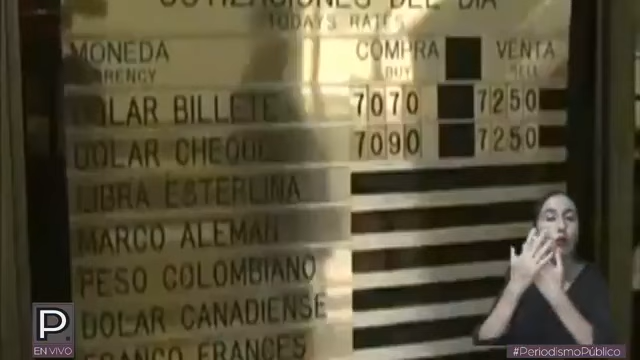 COTIZACIONES DEL DIA
TODAYS RATES
MONEDA COMPRA VENTA
CURRENCY BUY SELL
DOLAR BILLETE 7070 7250
DOLAR CHEQUE 7090 7250
LIBRA ESTERLINA
MARCO ALEMAN
PESO COLOMBIANO
DOLAR CANADIENSE
FRANCO FRANCES
P.
EN VIVO
#PeriodismoPúblico